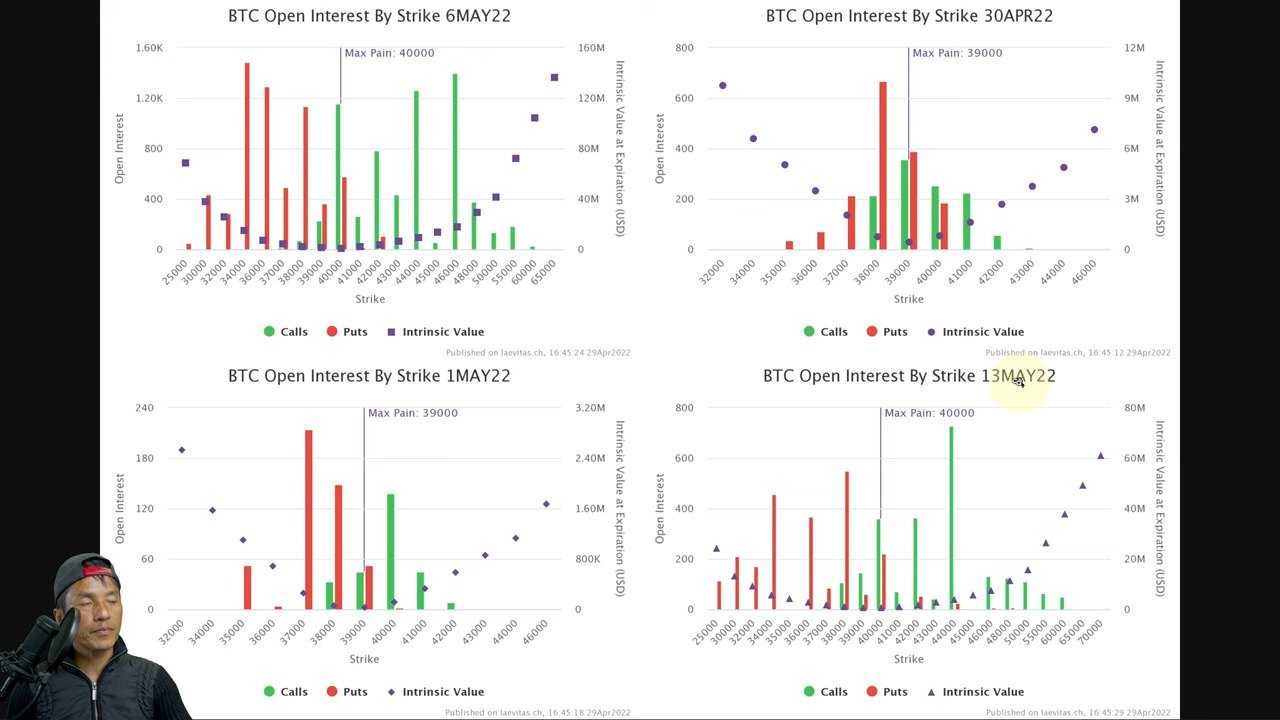 BTC Open Interest By Strike 6MAY22
1.60K
160M
Max Pain: 40000
1.20K
120M
800
80M
400
40M
0
0
Open Interest
Intrinsic Value at Expiration (USD)
25000 30000 32000 34000 35000 36000 37000 38000 39000 40000 41000 42000 43000 44000 45000 46000 48000 50000 55000 60000 65000
Strike
Calls Puts Intrinsic Value
Published on laevitas.ch, 16:45:24 29Apr2022
BTC Open Interest By Strike 30APR22
800
12M
Max Pain: 39000
600
9M
400
6M
200
3M
0
0
Open Interest
Intrinsic Value at Expiration (USD)
32000 34000 35000 36000 37000 38000 39000 40000 41000 42000 43000 44000 46000
Strike
Calls Puts Intrinsic Value
Published on laevitas.ch, 16:45:12 29Apr2022
BTC Open Interest By Strike 1MAY22
240
3.20M
Max Pain: 39000
180
2.40M
120
1.60M
60
800K
0
0
Open Interest
Intrinsic Value at Expiration (USD)
32000 34000 35000 36000 37000 38000 39000 40000 41000 42000 43000 44000 46000
Strike
Calls Puts Intrinsic Value
Published on laevitas.ch, 16:45:18 29Apr2022
BTC Open Interest By Strike 13MAY22
800
80M
Max Pain: 40000
600
60M
400
40M
200
20M
0
0
Open Interest
Intrinsic Value at Expiration (USD)
25000 30000 32000 34000 35000 36000 37000 38000 39000 40000 41000 42000 43000 44000 45000 46000 48000 50000 55000 60000 65000 70000
Strike
Calls Puts Intrinsic Value
Published on laevitas.ch, 16:45:29 29Apr2022